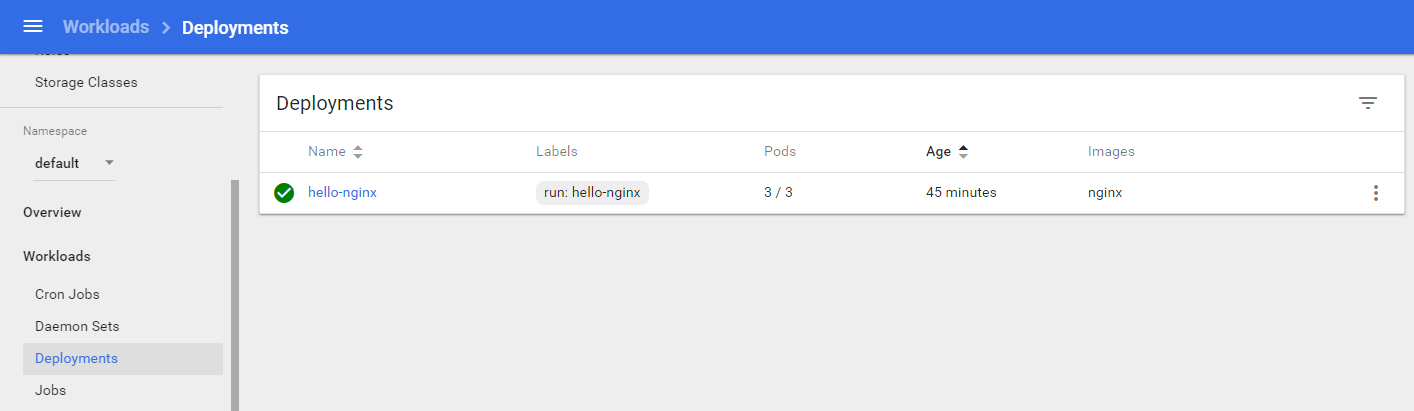 Workloads > Deployments
Storage Classes
Namespace
default
Overview
Workloads
Cron Jobs
Daemon Sets
Deployments
Jobs
Deployments
Name Labels Pods Age Images
hello-nginx run: hello-nginx 3 / 3 45 minutes nginx